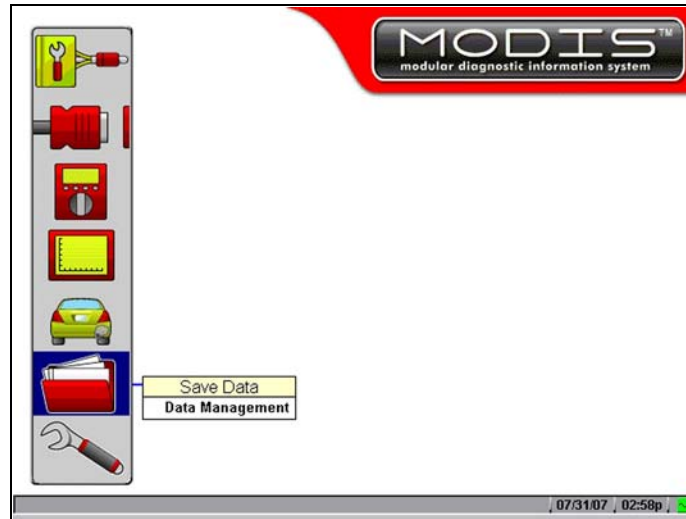 MODIS™
modular diagnostic information system
Save Data
Data Management
07/31/07 02:58p